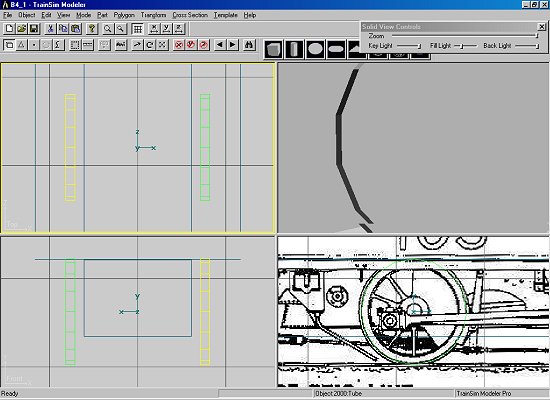 B4_1 - TrainSim Modeler
File Object Edit View Mode Part Polygon Transform Cross Section Template Help
Solid View Controls
Zoom
Key Light Fill Light Back Light
z
y x
Top
y
x z
Front
Ready Object 2000:Tube TrainSim Modeler Pro